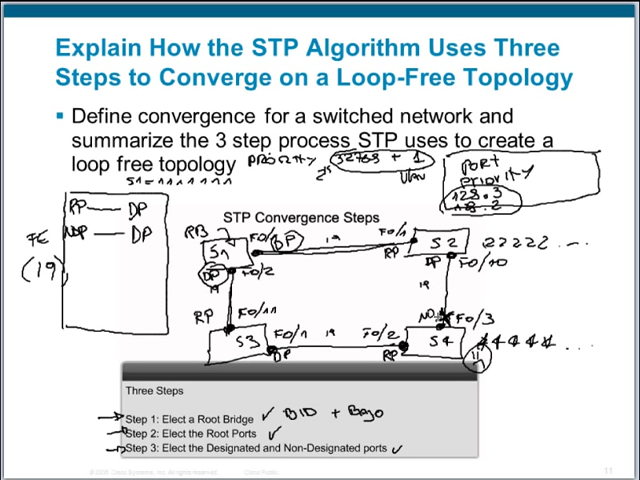 Explain How the STP Algorithm Uses Three
Steps to Converge on a Loop-Free Topology
Define convergence for a switched network and
summarize the 3 step process STP uses to create a
loop free topology
PRIORITY
32768 + 1
VLAN
PORT
PRIORITY
128.3
128.2
RP — DP
NDP — DP
FE
(19)
STP Convergence Steps
RB
S1
F0/1
DP
19
F0/1
RP
S2
22222 ...
DP
F0/2
DP
F0/10
19
19
RP
F0/11
S3
F0/1
DP
19
F0/2
RP
S4
F0/3
44444 ...
Three Steps
Step 1: Elect a Root Bridge ✓ BID + Bajo
Step 2: Elect the Root Ports ✓
Step 3: Elect the Designated and Non-Designated ports ✓
Cisco Public
11